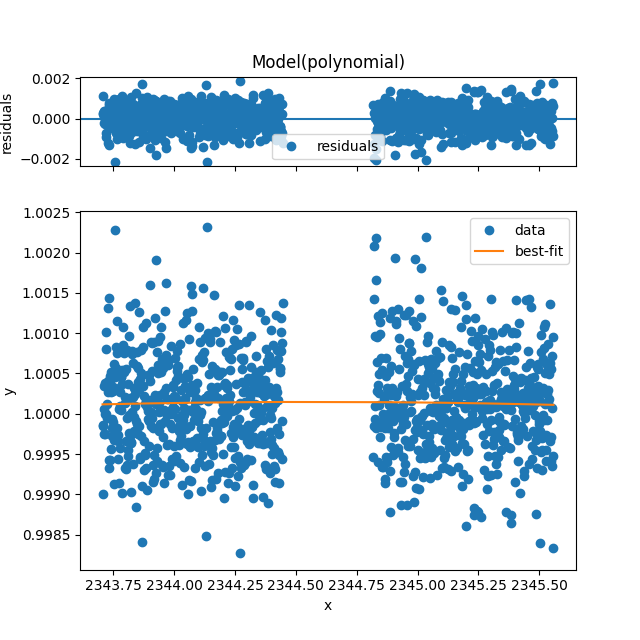 Model(polynomial)
residuals
0.002
0.000
−0.002
residuals
y
1.0025
1.0020
1.0015
1.0010
1.0005
1.0000
0.9995
0.9990
0.9985
data
best-fit
2343.75 2344.00 2344.25 2344.50 2344.75 2345.00 2345.25 2345.50
x